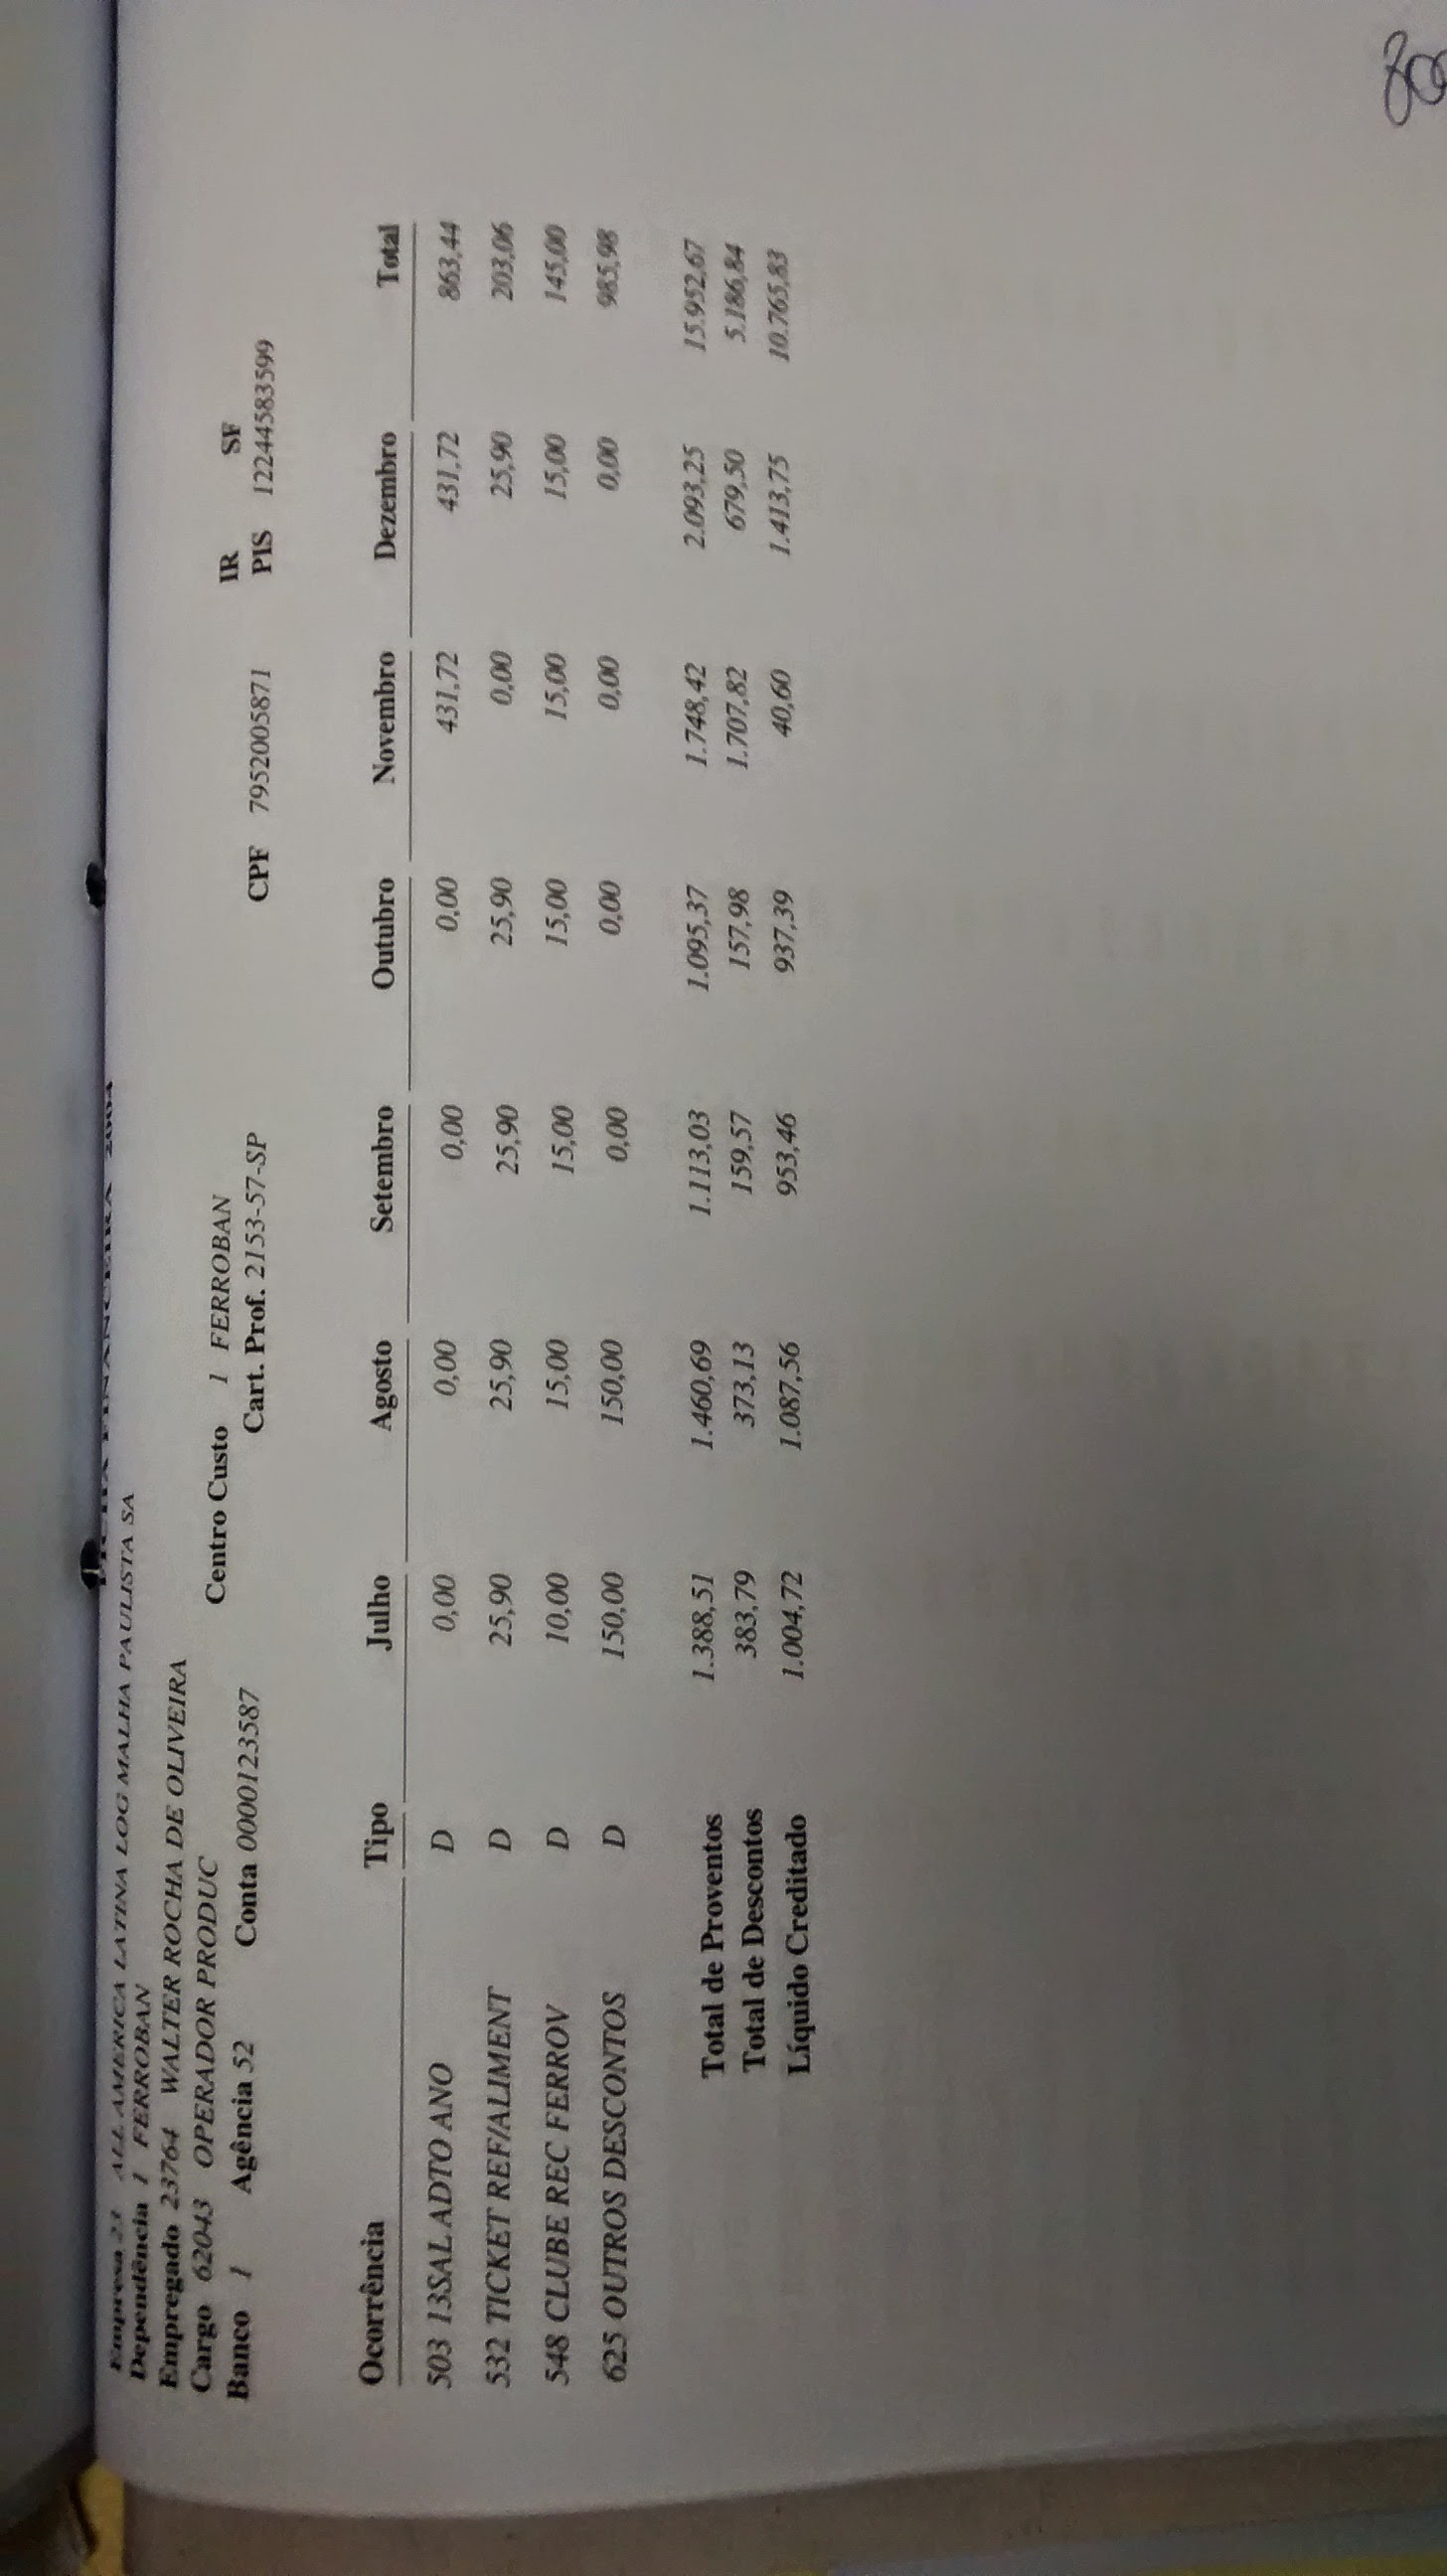 FICHA FINANCEIRA 2004
Empresa 23 ALL AMERICA LATINA LOG MALHA PAULISTA SA
Dependência 1 FERROBAN
Empregado 23764 WALTER ROCHA DE OLIVEIRA
Cargo 62043 OPERADOR PRODUC Centro Custo 1 FERROBAN IR SF
Banco 1 Agência 52 Conta 0000123587 Cart. Prof. 2153-57-SP CPF 7952005871 PIS 12244583599
Ocorrência Tipo Julho Agosto Setembro Outubro Novembro Dezembro Total
503 13SAL ADTO ANO D 0,00 0,00 0,00 0,00 431,72 431,72 863,44
532 TICKET REF/ALIMENT D 25,90 25,90 25,90 25,90 0,00 25,90 203,06
548 CLUBE REC FERROV D 10,00 15,00 15,00 15,00 15,00 15,00 145,00
625 OUTROS DESCONTOS D 150,00 150,00 0,00 0,00 0,00 0,00 985,98
Total de Proventos 1.388,51 1.460,69 1.113,03 1.095,37 1.748,42 2.093,25 15.952,67
Total de Descontos 383,79 373,13 159,57 157,98 1.707,82 679,50 5.186,84
Líquido Creditado 1.004,72 1.087,56 953,46 937,39 40,60 1.413,75 10.765,83